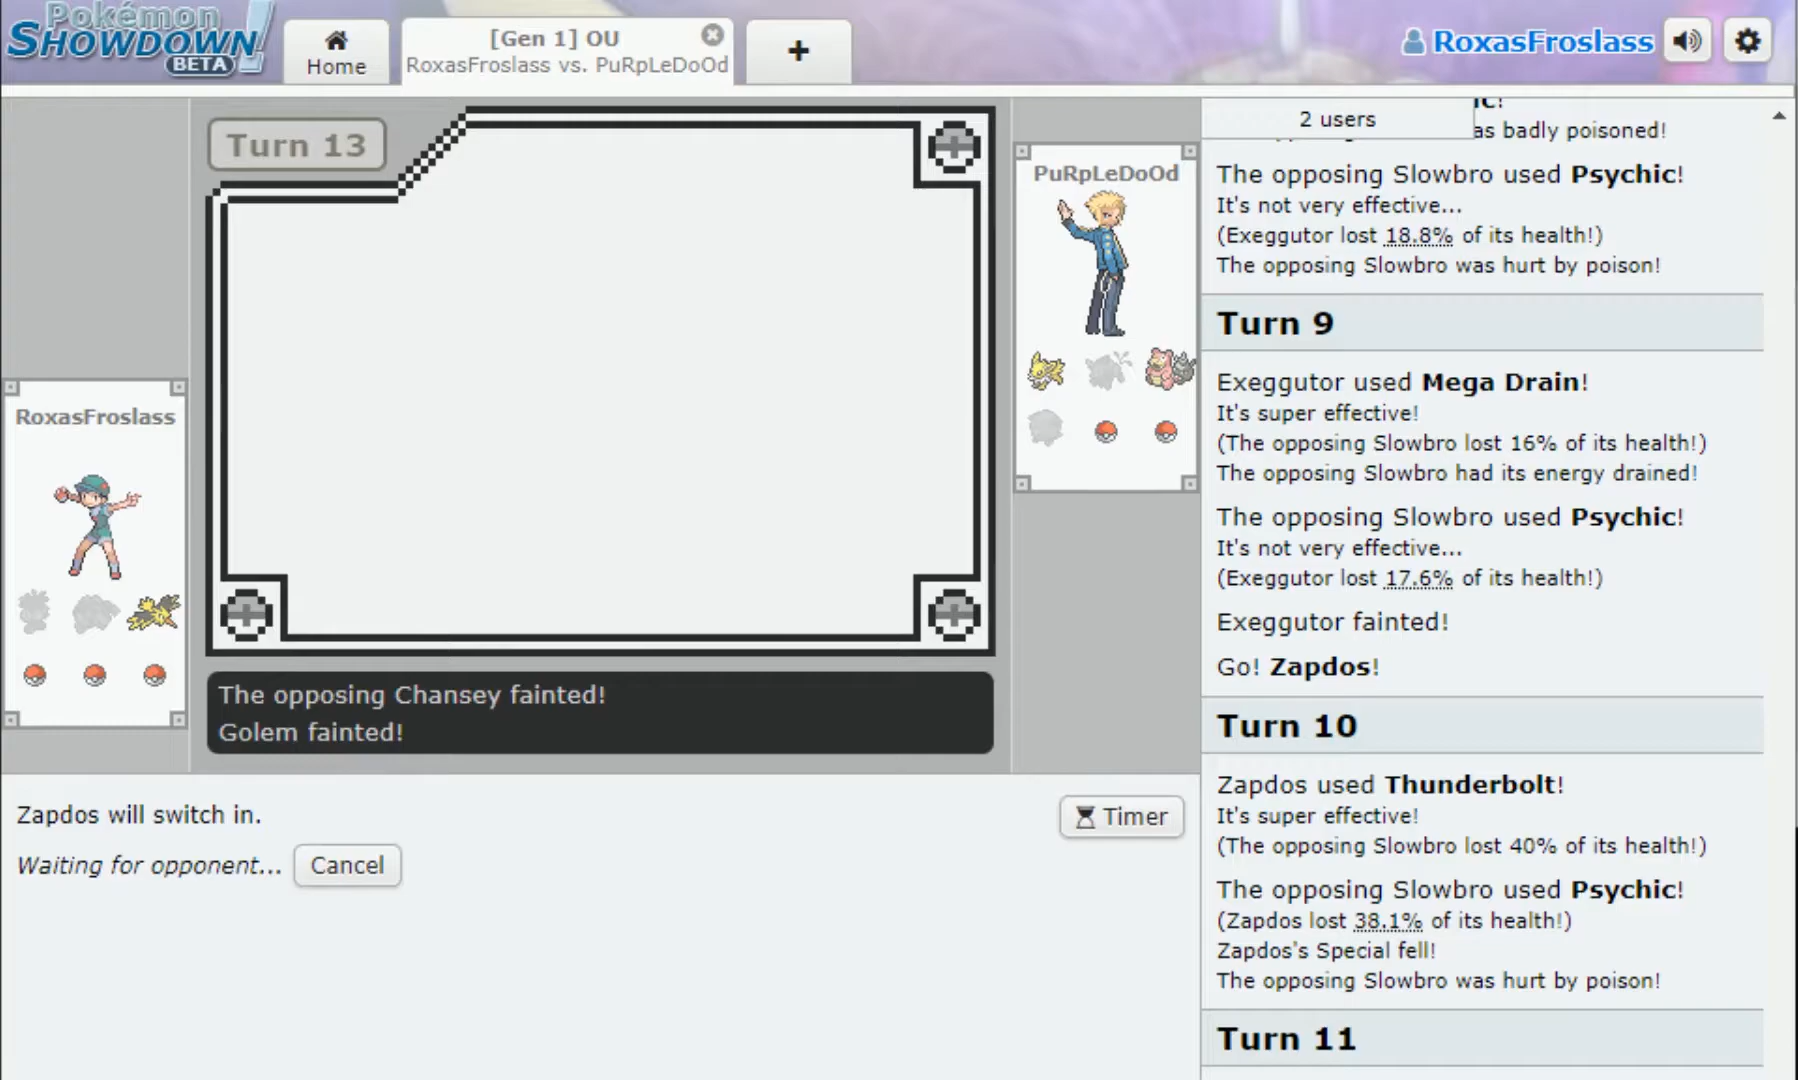 Pokémon
SHOWDOWN!
BETA
Home
[Gen 1] OU
RoxasFroslass vs. PuRpLeDoOd
+
RoxasFroslass
Turn 13
PuRpLeDoOd
RoxasFroslass
The opposing Chansey fainted!
Golem fainted!
Zapdos will switch in.
Timer
Waiting for opponent...
Cancel
2 users
as badly poisoned!
The opposing Slowbro used Psychic!
It's not very effective...
(Exeggutor lost 18.8% of its health!)
The opposing Slowbro was hurt by poison!
Turn 9
Exeggutor used Mega Drain!
It's super effective!
(The opposing Slowbro lost 16% of its health!)
The opposing Slowbro had its energy drained!
The opposing Slowbro used Psychic!
It's not very effective...
(Exeggutor lost 17.6% of its health!)
Exeggutor fainted!
Go! Zapdos!
Turn 10
Zapdos used Thunderbolt!
It's super effective!
(The opposing Slowbro lost 40% of its health!)
The opposing Slowbro used Psychic!
(Zapdos lost 38.1% of its health!)
Zapdos's Special fell!
The opposing Slowbro was hurt by poison!
Turn 11